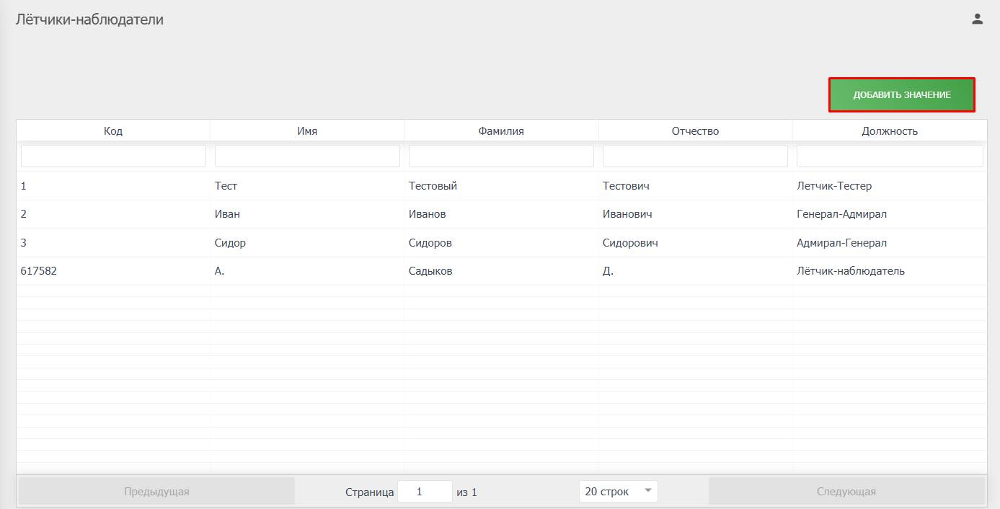 Лётчики-наблюдатели
ДОБАВИТЬ ЗНАЧЕНИЕ
Код Имя Фамилия Отчество Должность
1 Тест Тестовый Тестович Летчик-Тестер
2 Иван Иванов Иванович Генерал-Адмирал
3 Сидор Сидоров Сидорович Адмирал-Генерал
617582 А. Садыков Д. Лётчик-наблюдатель
Предыдущая Страница 1 из 1 20 строк Следующая